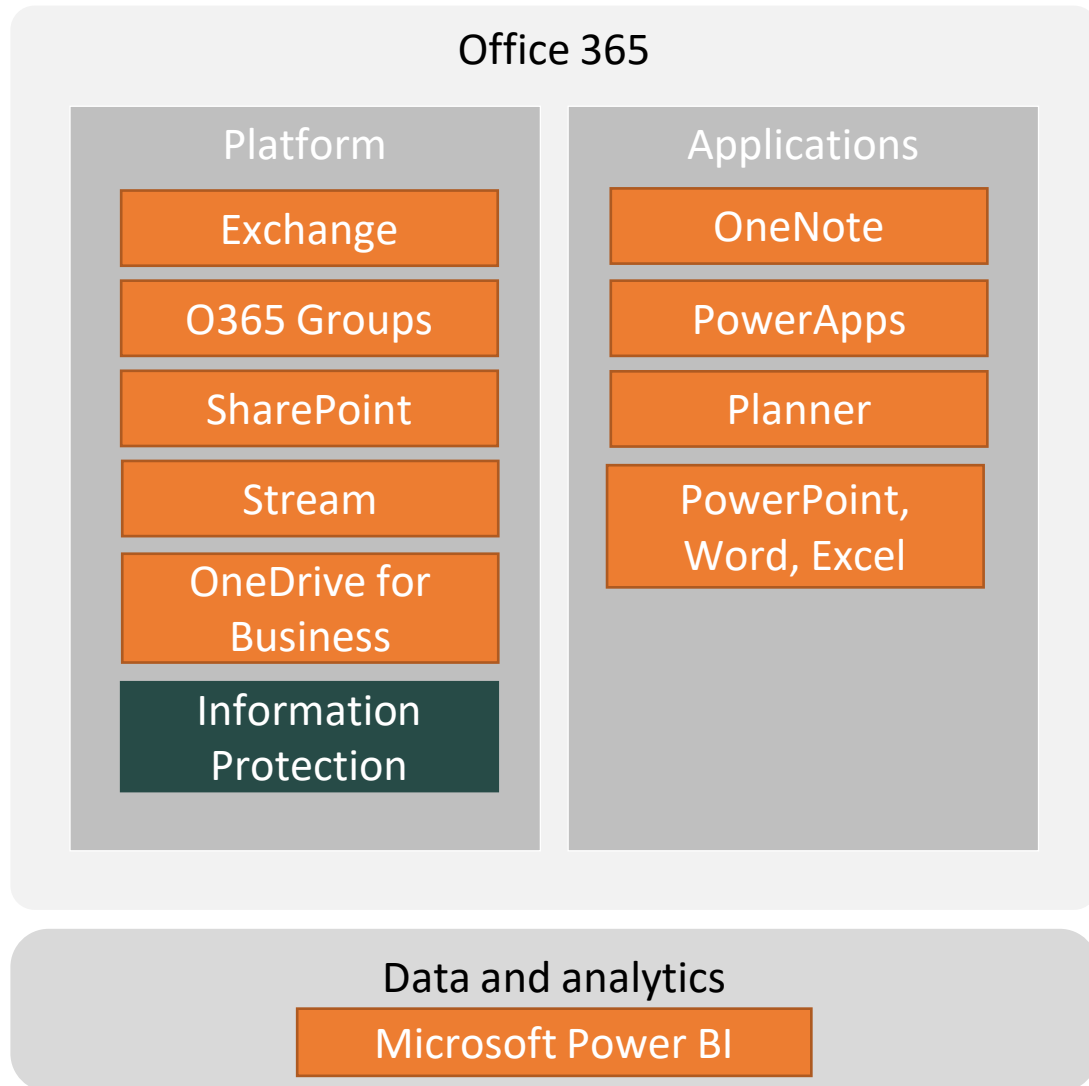 Office 365
Platform
Exchange
O365 Groups
SharePoint
Stream
OneDrive for
Business
Information
Protection
Applications
OneNote
PowerApps
Planner
PowerPoint,
Word, Excel
Data and analytics
Microsoft Power BI